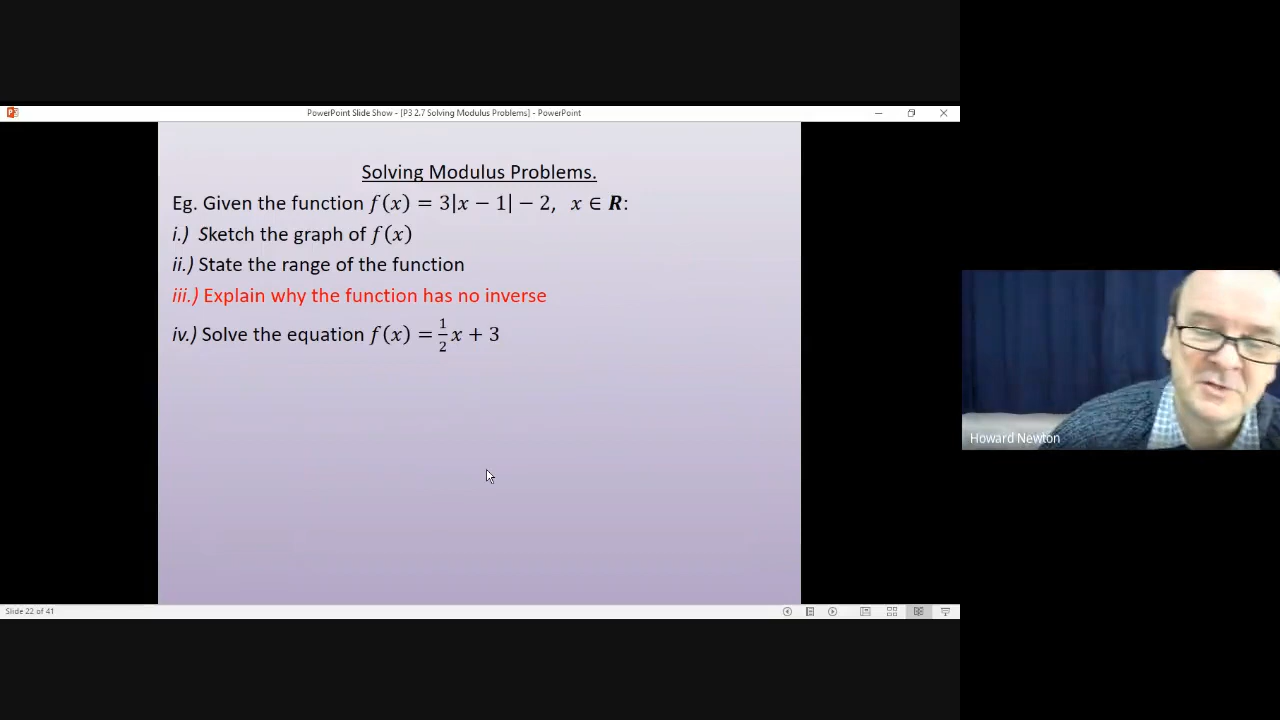 PowerPoint Slide Show - [P3 2.7 Solving Modulus Problems] - PowerPoint
Solving Modulus Problems.
Eg. Given the function f(x) = 3|x − 1| − 2, x ∈ R:
i.) Sketch the graph of f(x)
ii.) State the range of the function
iii.) Explain why the function has no inverse
iv.) Solve the equation f(x) = 1/2 x + 3
Howard Newton
Slide 22 of 41